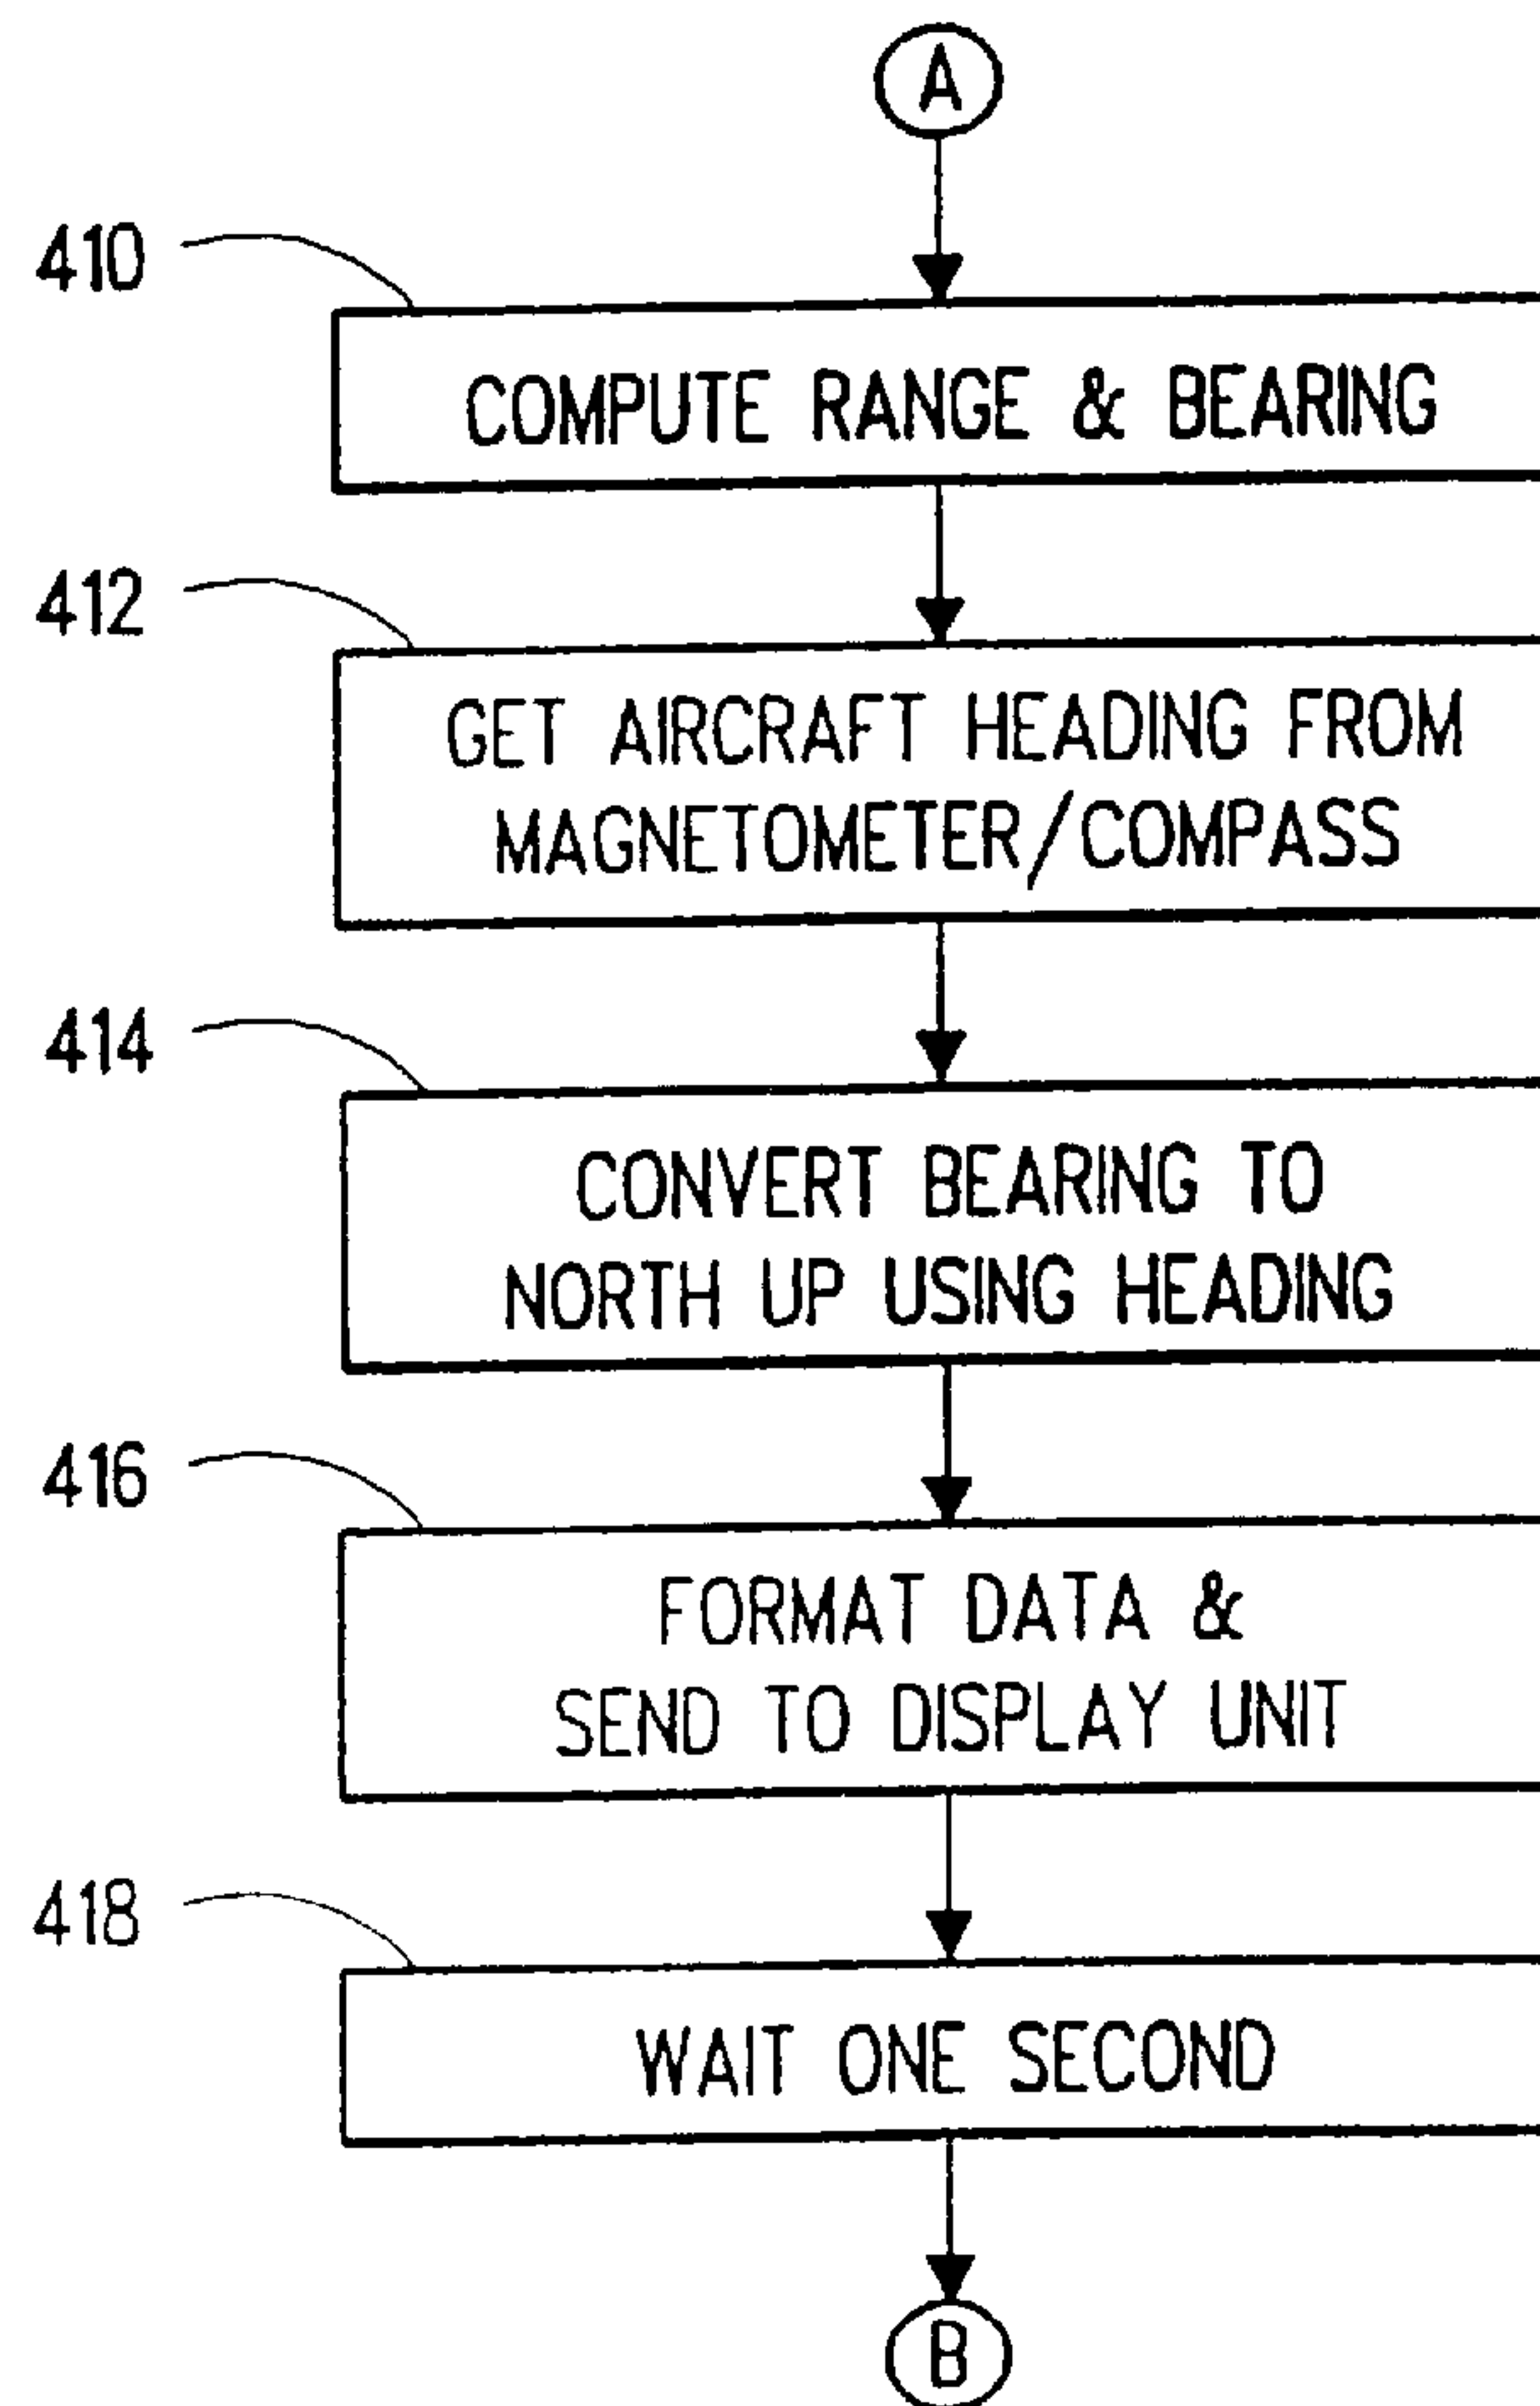 A
410
COMPUTE RANGE & BEARING
412
GET AIRCRAFT HEADING FROM
MAGNETOMETER/COMPASS
414
CONVERT BEARING TO
NORTH UP USING HEADING
416
FORMAT DATA &
SEND TO DISPLAY UNIT
418
WAIT ONE SECOND
B